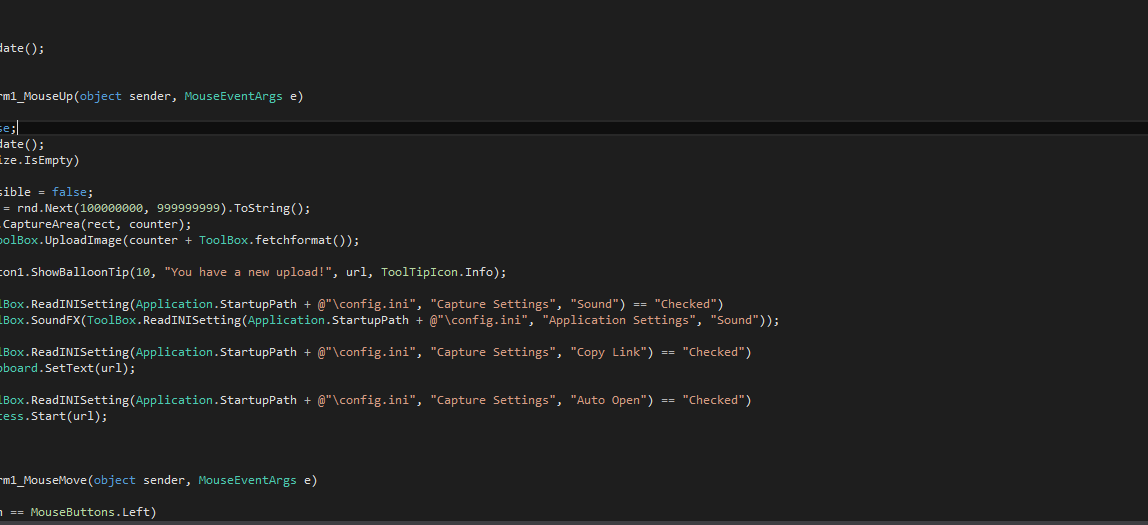 date();
rm1_MouseUp(object sender, MouseEventArgs e)
se;
date();
ize.IsEmpty)
sible = false;
= rnd.Next(100000000, 999999999).ToString();
.CaptureArea(rect, counter);
oolBox.UploadImage(counter + ToolBox.fetchformat());
con1.ShowBalloonTip(10, "You have a new upload!", url, ToolTipIcon.Info);
lBox.ReadINISetting(Application.StartupPath + @"\config.ini", "Capture Settings", "Sound") == "Checked")
lBox.SoundFX(ToolBox.ReadINISetting(Application.StartupPath + @"\config.ini", "Application Settings", "Sound"));
lBox.ReadINISetting(Application.StartupPath + @"\config.ini", "Capture Settings", "Copy Link") == "Checked")
pboard.SetText(url);
lBox.ReadINISetting(Application.StartupPath + @"\config.ini", "Capture Settings", "Auto Open") == "Checked")
cess.Start(url);
rm1_MouseMove(object sender, MouseEventArgs e)
n == MouseButtons.Left)